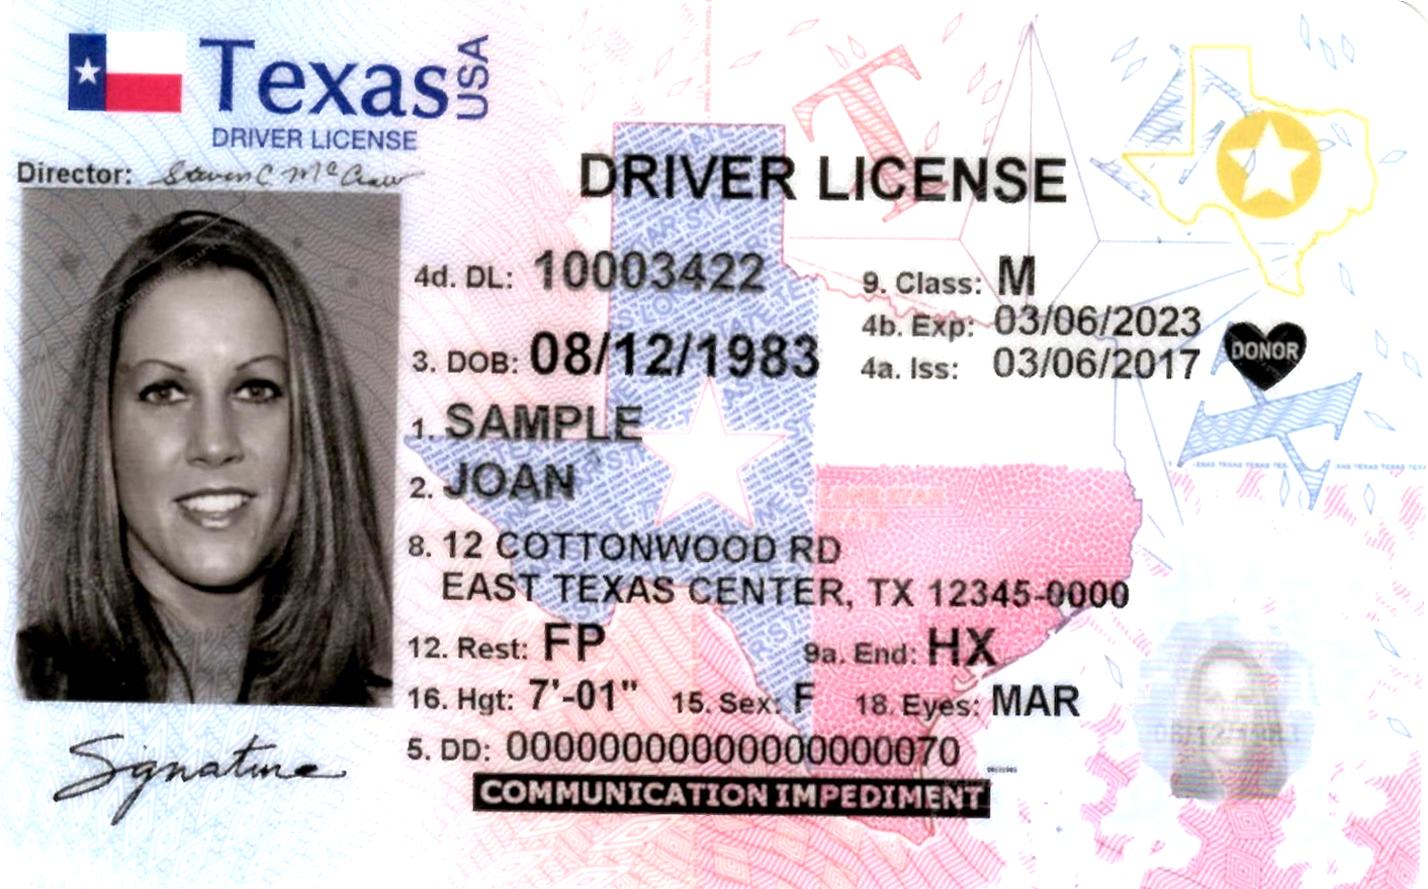 Texas USA
DRIVER LICENSE
Director: Steven C. McCraw
DRIVER LICENSE
4d. DL: 10003422
9. Class: M
4b. Exp: 03/06/2023
3. DOB: 08/12/1983
4a. Iss: 03/06/2017
DONOR
1. SAMPLE
2. JOAN
8. 12 COTTONWOOD RD
EAST TEXAS CENTER, TX 12345-0000
12. Rest: FP
9a. End: HX
16. Hgt: 7'-01" 15. Sex: F 18. Eyes: MAR
5. DD: 00000000000000000000070
Signature
COMMUNICATION IMPEDIMENT